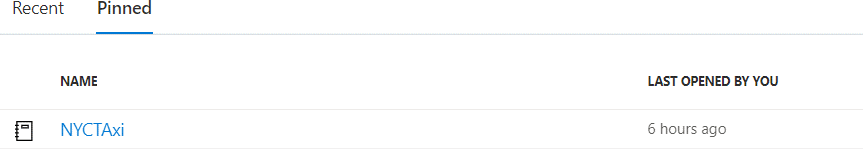 Recent Pinned
NAME LAST OPENED BY YOU
NYCTAxi 6 hours ago